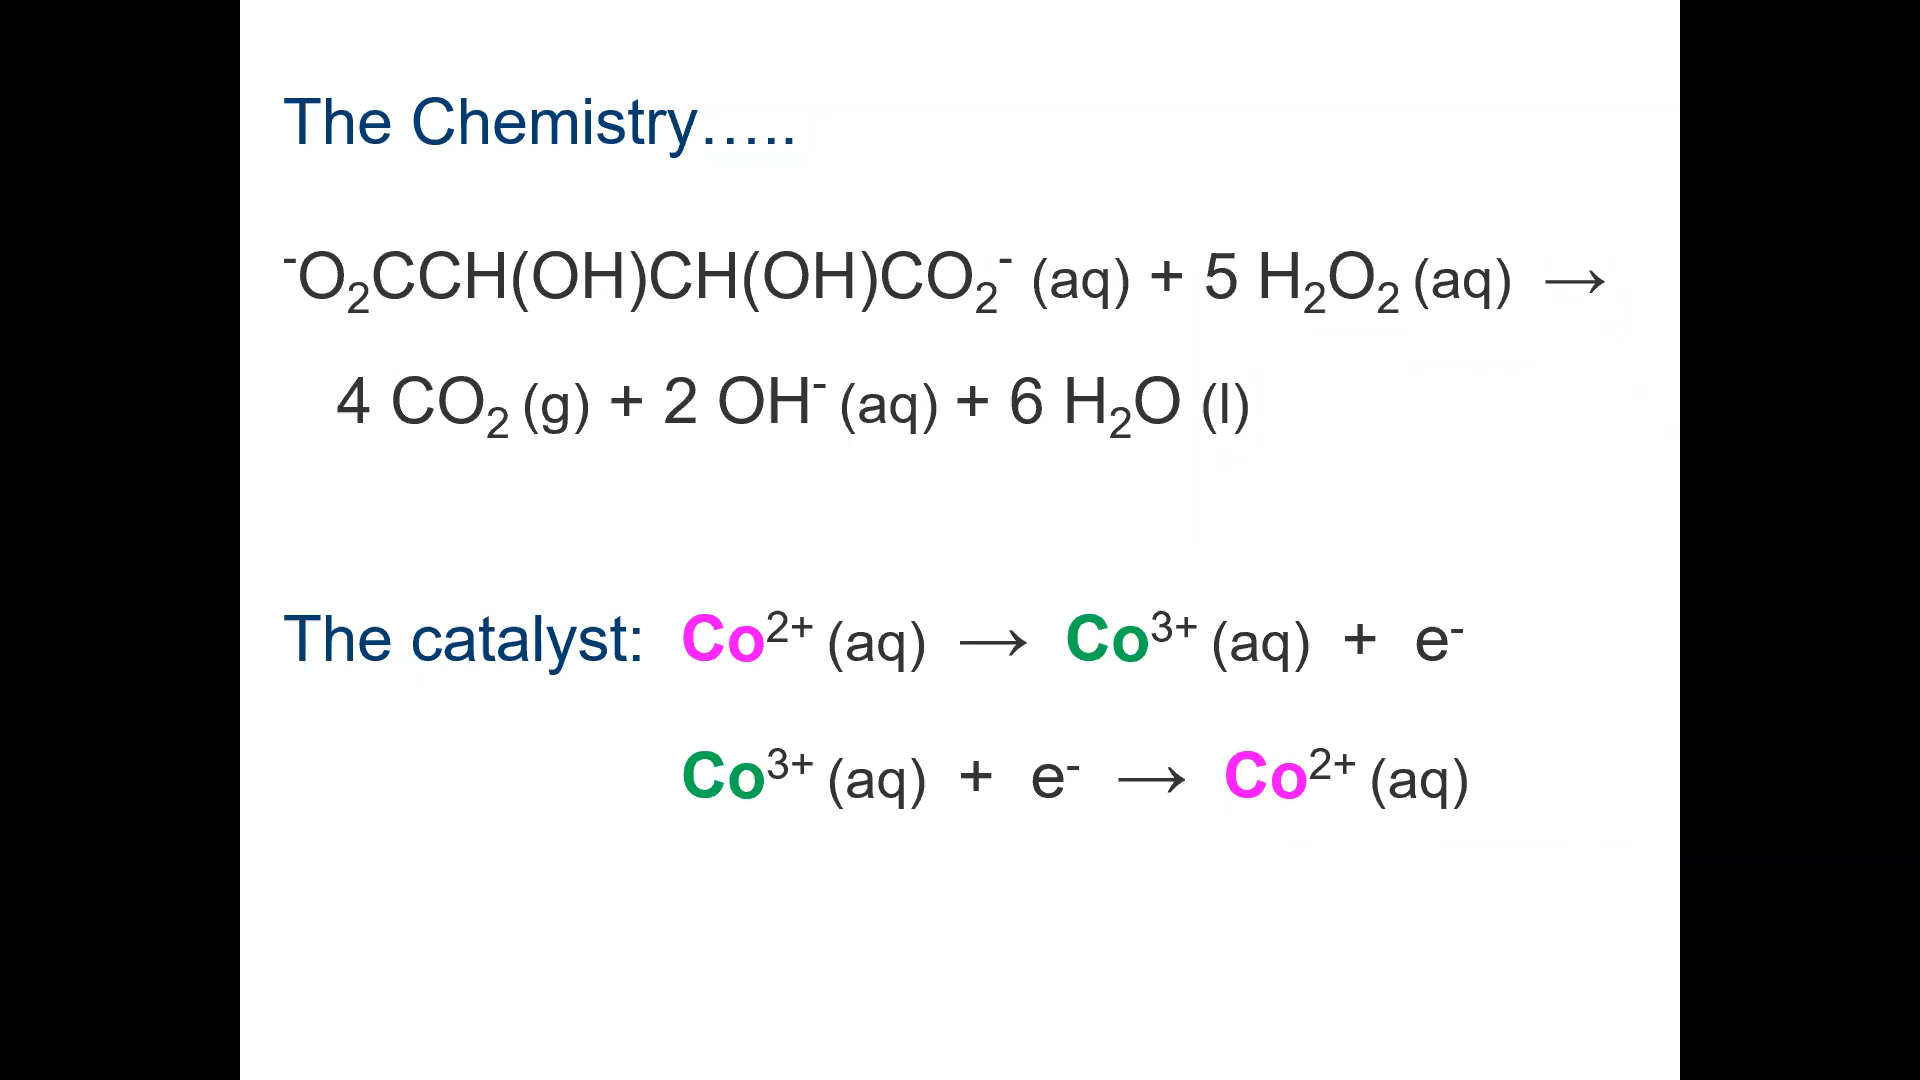 The Chemistry…..
⁻O₂CCH(OH)CH(OH)CO₂⁻ (aq) + 5 H₂O₂ (aq) →
4 CO₂ (g) + 2 OH⁻ (aq) + 6 H₂O (l)
The catalyst: Co²⁺ (aq) → Co³⁺ (aq) + e⁻
Co³⁺ (aq) + e⁻ → Co²⁺ (aq)